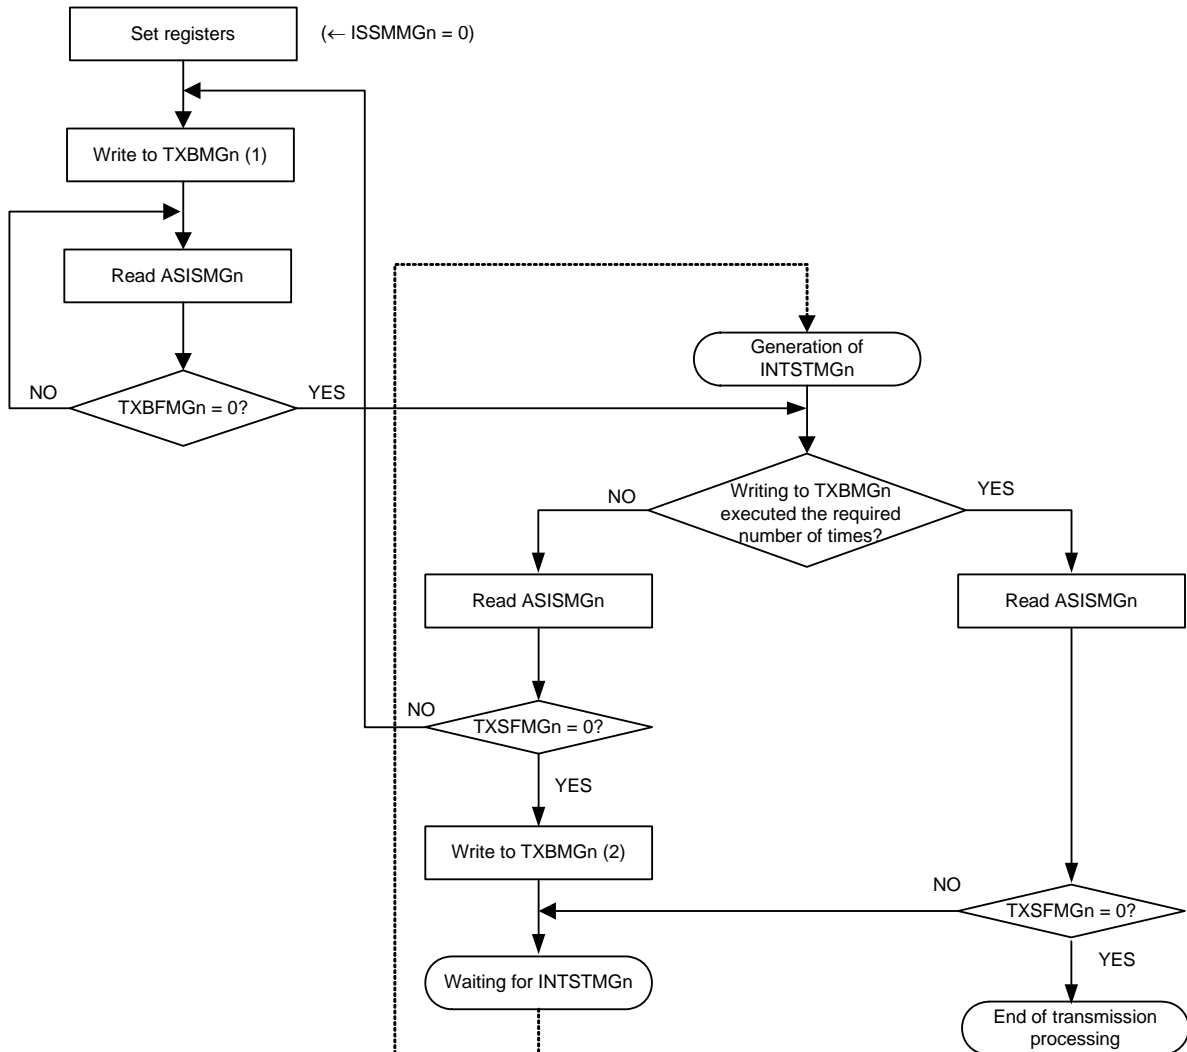 Set registers
(← ISSMMGn = 0)
Write to TXBMGn (1)
Read ASISMGn
Generation of
INTSTMGn
NO
YES
TXBFMGn = 0?
NO
Writing to TXBMGn
executed the required
number of times?
YES
Read ASISMGn
Read ASISMGn
NO
TXSFMGn = 0?
YES
Write to TXBMGn (2)
NO
TXSFMGn = 0?
YES
Waiting for INTSTMGn
End of transmission
processing